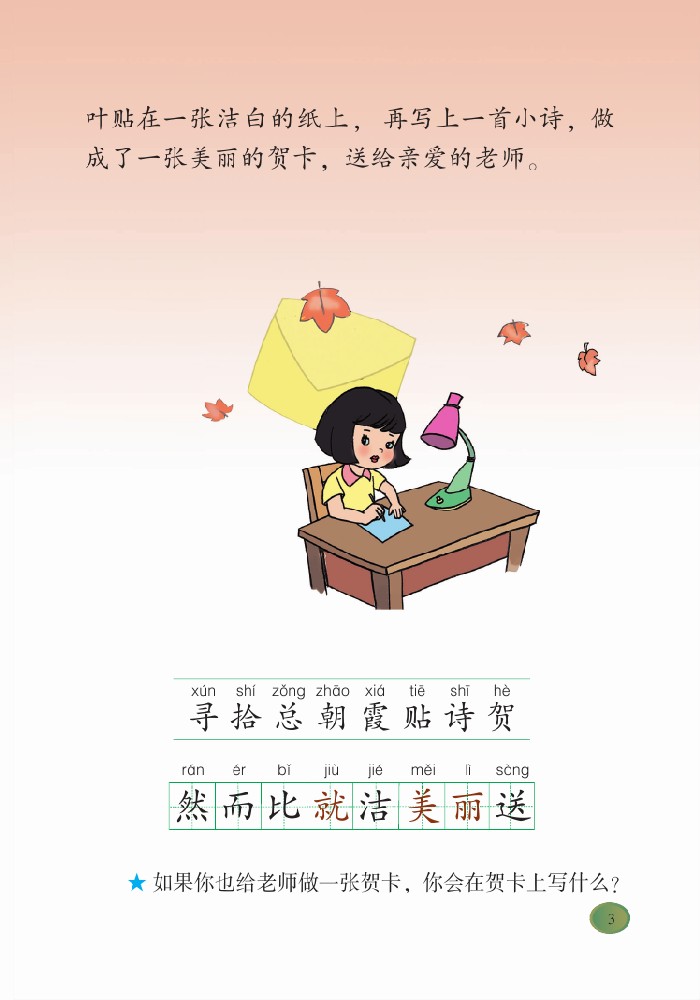 叶贴在一张洁白的纸上，再写上一首小诗，做
成了一张美丽的贺卡，送给亲爱的老师。
xún shí zǒng zhāo xiá tiē shī hè
寻 拾 总 朝 霞 贴 诗 贺
rán ér bǐ jiù jié měi lì sòng
然 而 比 就 洁 美 丽 送
★ 如果你也给老师做一张贺卡，你会在贺卡上写什么？
3